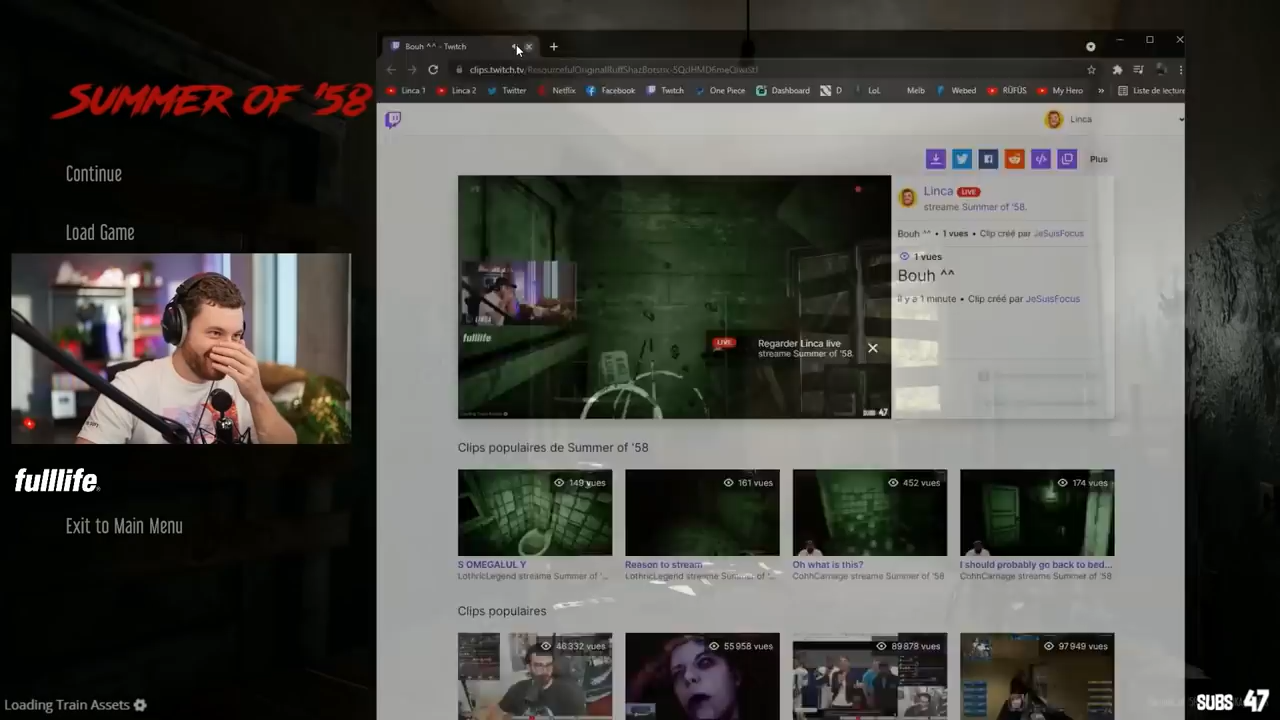 SUMMER OF '58
Continue
Load Game
fulllife
Exit to Main Menu
Loading Train Assets
Bouh ^^ - Twitch
clips.twitch.tv/
Linca 1
Linca 2
Twitter
Netflix
Facebook
Twitch
One Piece
Dashboard
D
LoL
Melb
Webed
RÜFÜS
My Hero
»
Liste de lecture
Linca
Plus
Linca LIVE
streame Summer of '58.
Bouh ^^ • 1 vues • Clip créé par JeSuisFocus
1 vues
Bouh ^^
il y a 1 minute • Clip créé par JeSuisFocus
fulllife
LIVE
Regarder Linca live
streame Summer of '58.
SUBS 47
Clips populaires de Summer of '58
149 vues
161 vues
452 vues
174 vues
S OMEGALUL Y
Reason to stream
Oh what is this?
I should probably go back to bed...
LothricLegend streame Summer of '...
LothricLegend streame Summer of '...
CohhCarnage streame Summer of '58
CohhCarnage streame Summer of '58
Clips populaires
46 332 vues
55 958 vues
89 878 vues
97 949 vues
SUBS 47